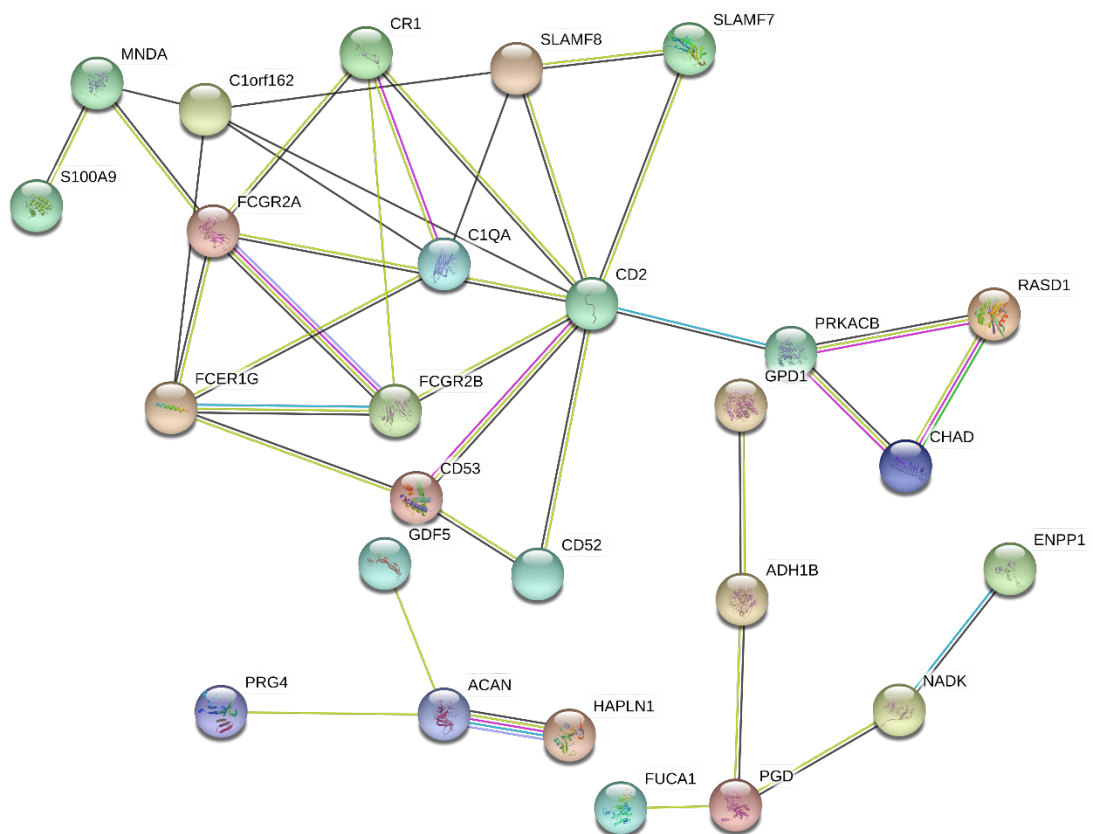 SLAMF7
CR1
SLAMF8
MNDA
C1orf162
S100A9
FCGR2A
C1QA
CD2
RASD1
PRKACB
GPD1
FCER1G
FCGR2B
CHAD
CD53
GDF5
CD52
ENPP1
ADH1B
PRG4
ACAN
HAPLN1
NADK
FUCA1
PGD